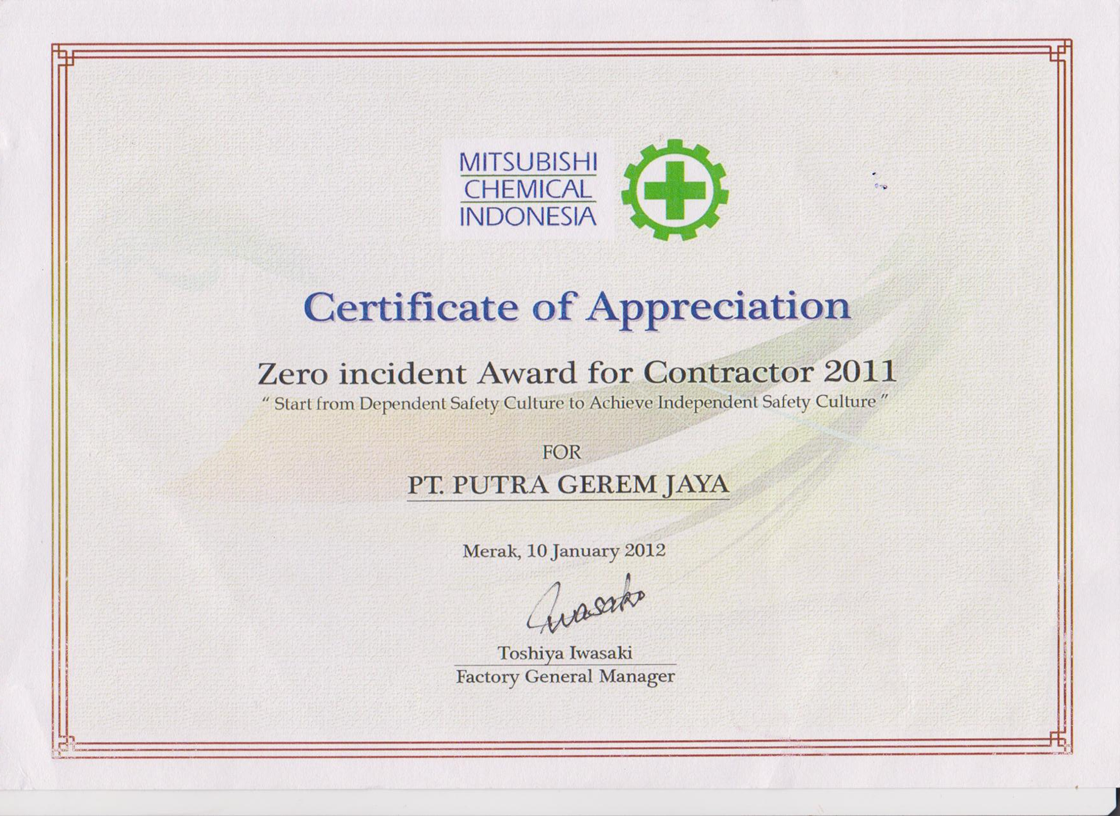 MITSUBISHI
CHEMICAL
INDONESIA
Certificate of Appreciation
Zero incident Award for Contractor 2011
“ Start from Dependent Safety Culture to Achieve Independent Safety Culture ”
FOR
PT. PUTRA GEREM JAYA
Merak, 10 January 2012
Iwasaki
Toshiya Iwasaki
Factory General Manager